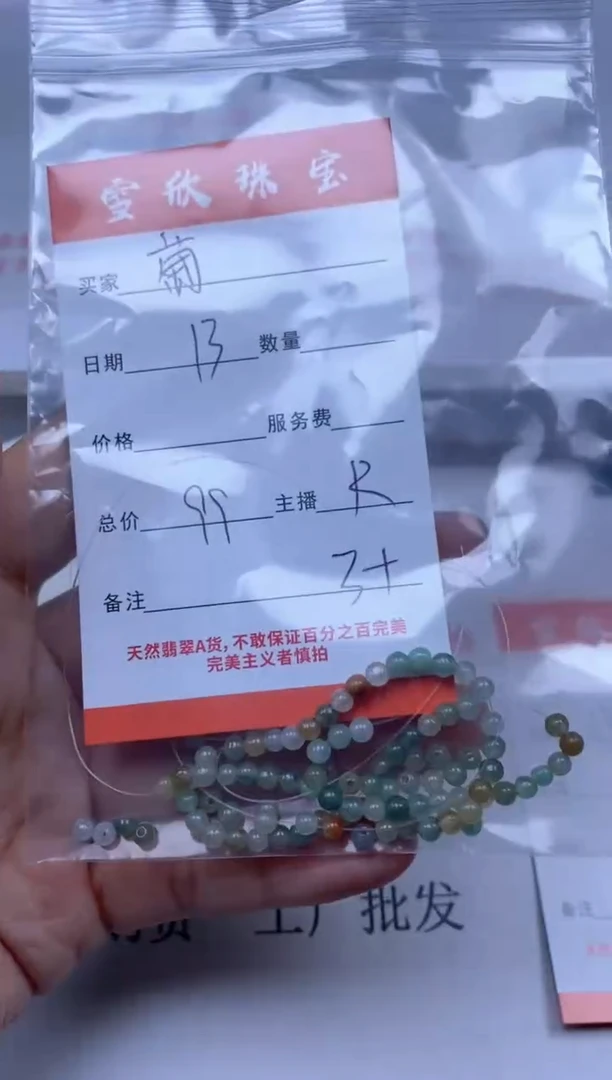 雪欣珠宝
买家
日期 13 数量
价格 服务费
总价 99 主播 R
备注 3+
天然翡翠A货,不敢保证百分之百完美
完美主义者慎拍
工厂批发
备注